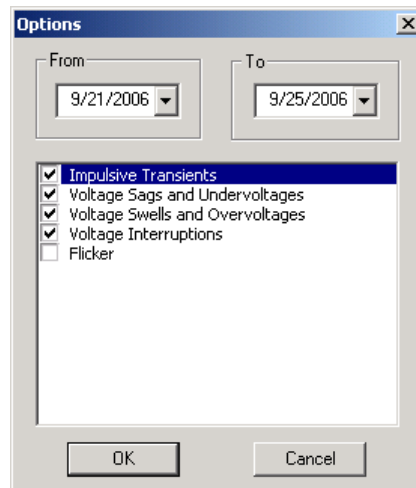 Options
From
To
9/21/2006
9/25/2006
Impulsive Transients
Voltage Sags and Undervoltages
Voltage Swells and Overvoltages
Voltage Interruptions
Flicker
OK
Cancel